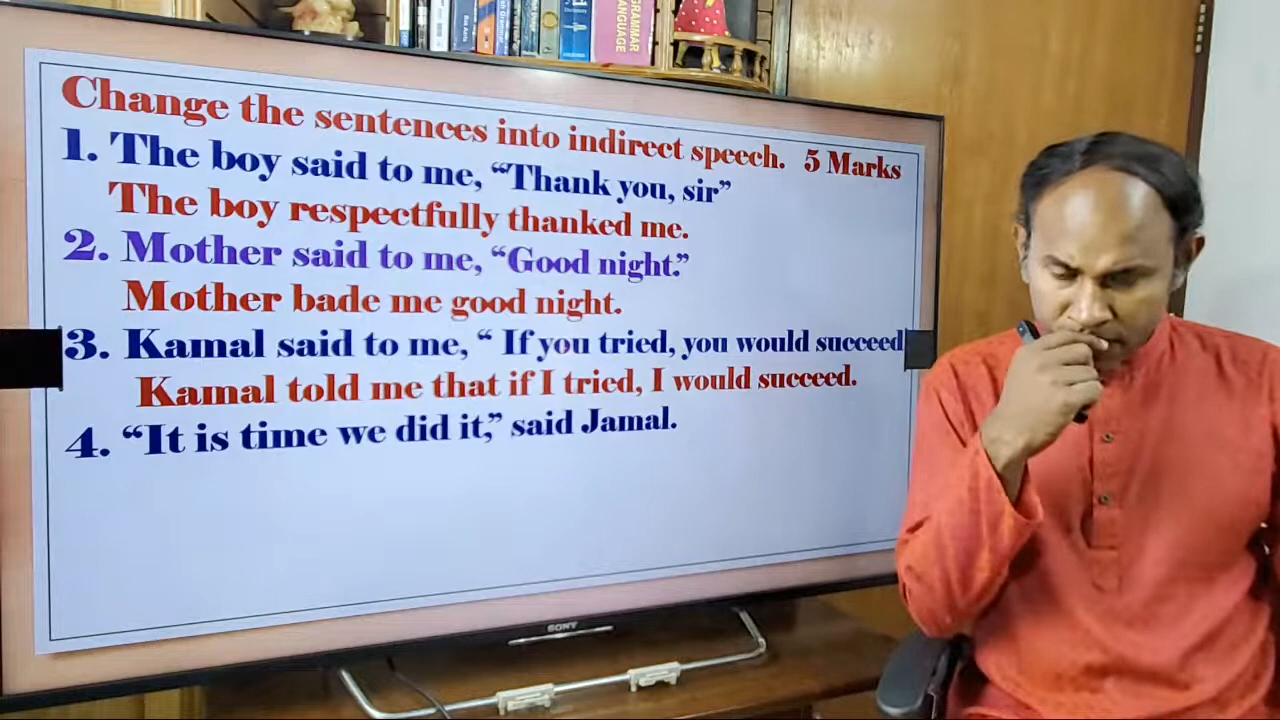 GRAMMAR
LANGUAGE
Change the sentences into indirect speech. 5 Marks
1. The boy said to me, “Thank you, sir”
The boy respectfully thanked me.
2. Mother said to me, “Good night.”
Mother bade me good night.
3. Kamal said to me, “ If you tried, you would succeed
Kamal told me that if I tried, I would succeed.
4. “It is time we did it,” said Jamal.
SONY